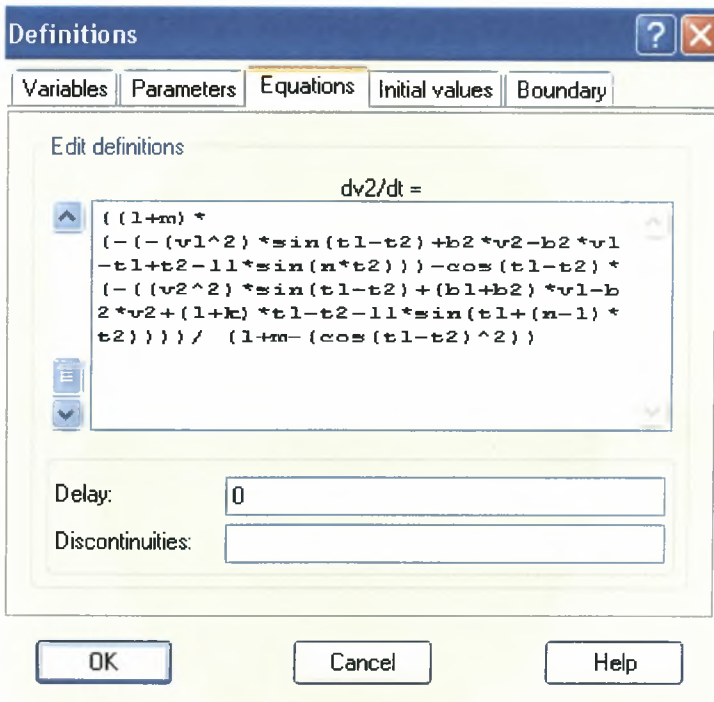 Definitions
Variables Parameters Equations Initial values Boundary
Edit definitions
dv2/dt =
((1+m)*
(-(-(v1^2)*sin(t1-t2)+b2*v2-b2*v1
-t1+t2-l1*sin(n*t2)))-cos(t1-t2)*
(-((v2^2)*sin(t1-t2)+(b1+b2)*v1-b
2*v2+(1+k)*t1-t2-l1*sin(t1+(n-1)*
t2))))/ (1+m-(cos(t1-t2)^2))
Delay: 0
Discontinuities:
OK Cancel Help